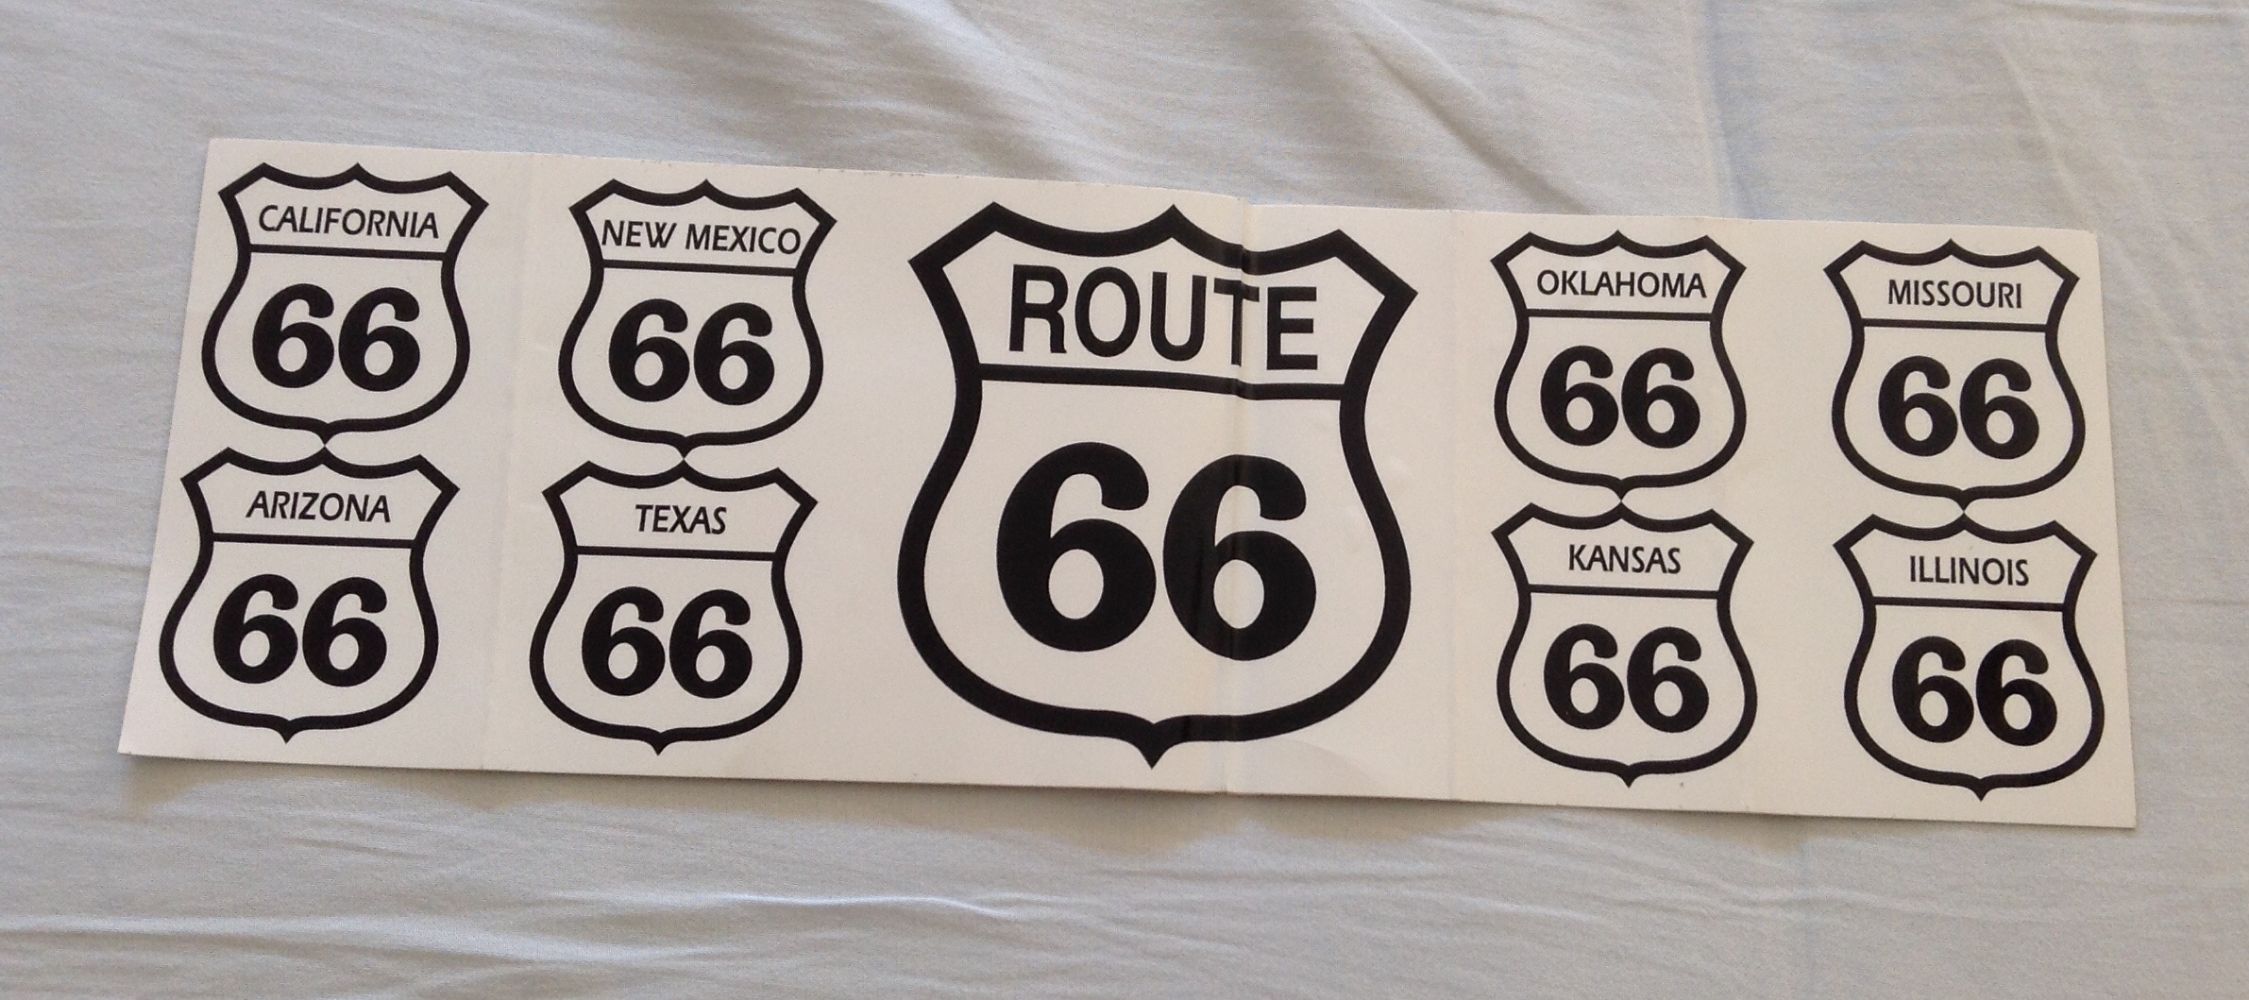 CALIFORNIA
66
ARIZONA
66
NEW MEXICO
66
TEXAS
66
ROUTE
66
OKLAHOMA
66
KANSAS
66
MISSOURI
66
ILLINOIS
66